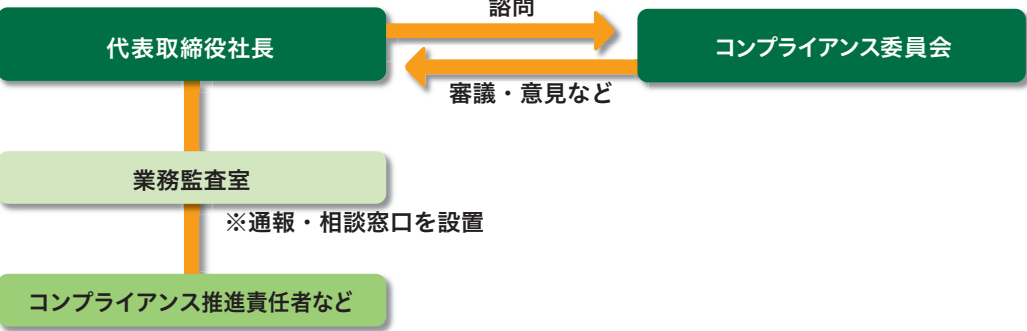 諮問
代表取締役社長
コンプライアンス委員会
審議・意見など
業務監査室
※通報・相談窓口を設置
コンプライアンス推進責任者など